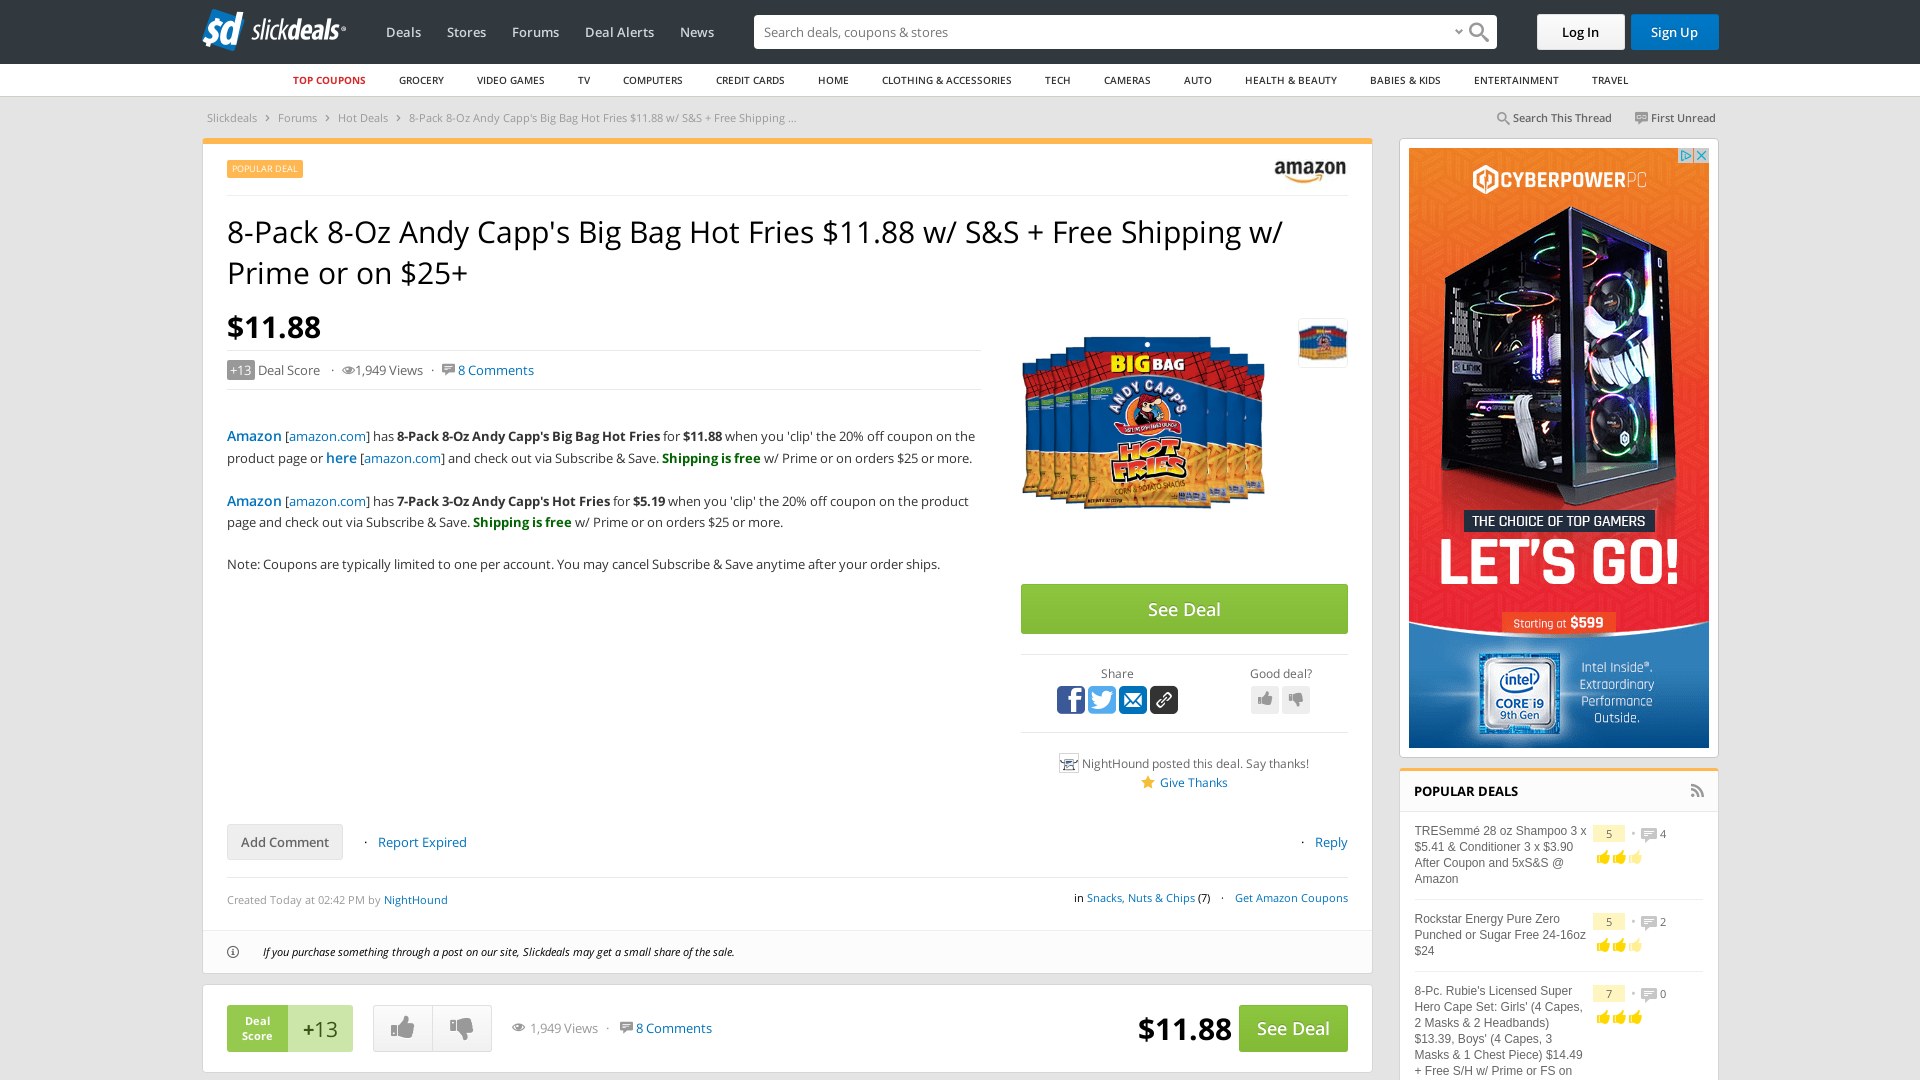 sd slickdeals
Deals
Stores
Forums
Deal Alerts
News
Search deals, coupons & stores
Log In
Sign Up
TOP COUPONS
GROCERY
VIDEO GAMES
TV
COMPUTERS
CREDIT CARDS
HOME
CLOTHING & ACCESSORIES
TECH
CAMERAS
AUTO
HEALTH & BEAUTY
BABIES & KIDS
ENTERTAINMENT
TRAVEL
Slickdeals > Forums > Hot Deals > 8-Pack 8-Oz Andy Capp's Big Bag Hot Fries $11.88 w/ S&S + Free Shipping ...
Search This Thread
First Unread
POPULAR DEAL
amazon
8-Pack 8-Oz Andy Capp's Big Bag Hot Fries $11.88 w/ S&S + Free Shipping w/
Prime or on $25+
$11.88
+13 Deal Score · 1,949 Views · 8 Comments
Amazon [amazon.com] has 8-Pack 8-Oz Andy Capp's Big Bag Hot Fries for $11.88 when you 'clip' the 20% off coupon on the
product page or here [amazon.com] and check out via Subscribe & Save. Shipping is free w/ Prime or on orders $25 or more.
Amazon [amazon.com] has 7-Pack 3-Oz Andy Capp's Hot Fries for $5.19 when you 'clip' the 20% off coupon on the product
page and check out via Subscribe & Save. Shipping is free w/ Prime or on orders $25 or more.
Note: Coupons are typically limited to one per account. You may cancel Subscribe & Save anytime after your order ships.
BIG BAG
ANDY CAPP'S
HOT
FRIES
CORN & POTATO SNACKS
See Deal
Share
Good deal?
NightHound posted this deal. Say thanks!
Give Thanks
Add Comment
· Report Expired
· Reply
Created Today at 02:42 PM by NightHound
in Snacks, Nuts & Chips (7) · Get Amazon Coupons
If you purchase something through a post on our site, Slickdeals may get a small share of the sale.
Deal
Score
+13
1,949 Views · 8 Comments
$11.88
See Deal
CYBERPOWERPC
THE CHOICE OF TOP GAMERS
LET'S GO!
Starting at $599
intel
CORE i9
9th Gen
Intel Inside®.
Extraordinary
Performance
Outside.
POPULAR DEALS
TRESemmé 28 oz Shampoo 3 x
$5.41 & Conditioner 3 x $3.90
After Coupon and 5xS&S @
Amazon
5 • 4
Rockstar Energy Pure Zero
Punched or Sugar Free 24-16oz
$24
5 • 2
8-Pc. Rubie's Licensed Super
Hero Cape Set: Girls' (4 Capes,
2 Masks & 2 Headbands)
$13.39, Boys' (4 Capes, 3
Masks & 1 Chest Piece) $14.49
+ Free S/H w/ Prime or FS on
7 • 0